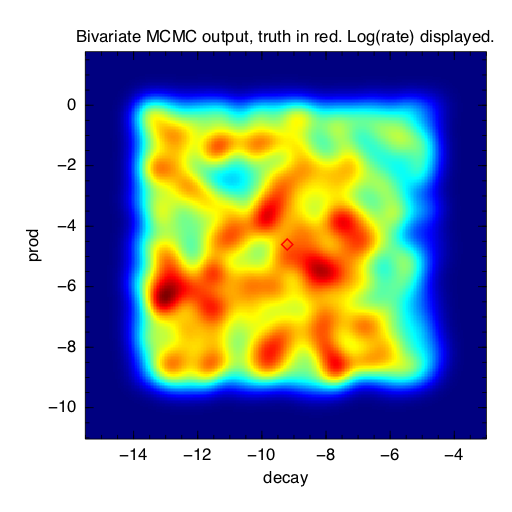 Bivariate MCMC output, truth in red. Log(rate) displayed.
0
−2
−4
−6
−8
−10
prod
−14 −12 −10 −8 −6 −4
decay